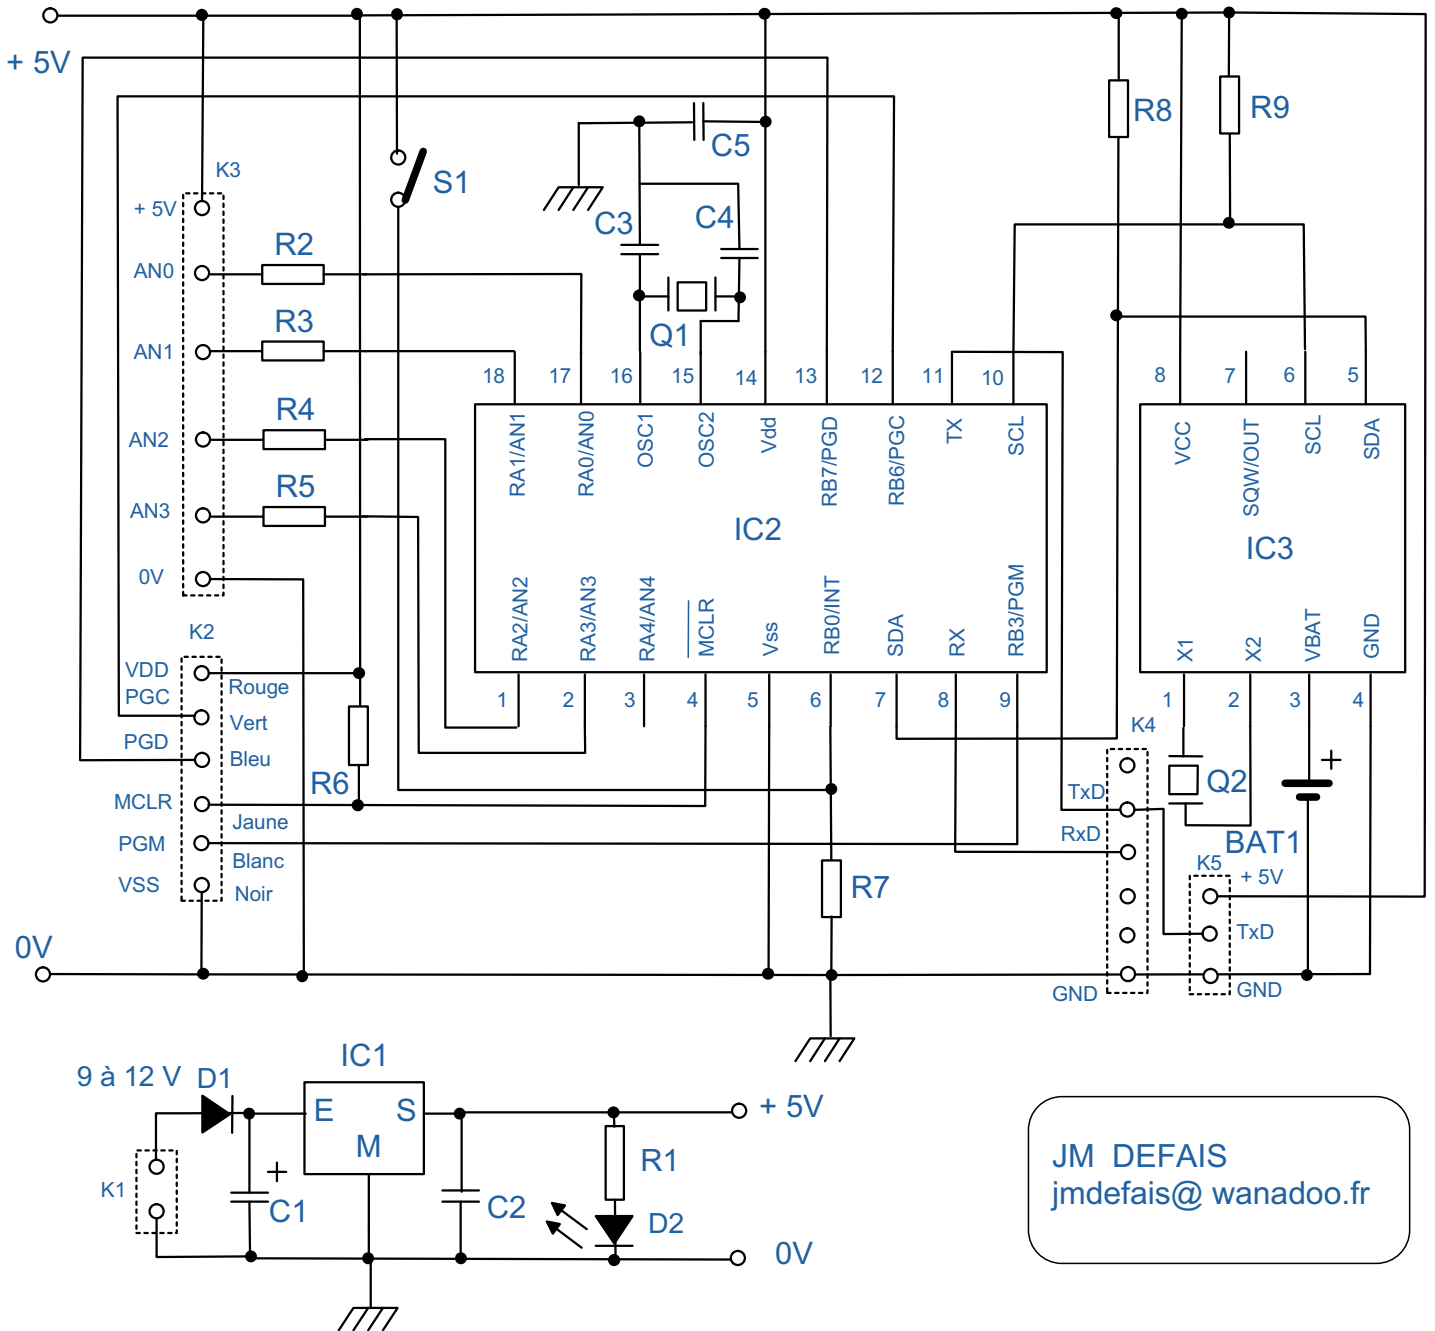 + 5V
K3
+ 5V
AN0
AN1
AN2
AN3
0V
R2
R3
R4
R5
S1
C5
C3
C4
Q1
R8
R9
18
17
16
15
14
13
12
11
10
RA1/AN1
RA0/AN0
OSC1
OSC2
Vdd
RB7/PGD
RB6/PGC
TX
SCL
IC2
RA2/AN2
RA3/AN3
RA4/AN4
MCLR
Vss
RB0/INT
SDA
RX
RB3/PGM
1
2
3
4
5
6
7
8
9
8
7
6
5
VCC
SQW/OUT
SCL
SDA
IC3
X1
X2
VBAT
GND
1
2
3
4
K2
VDD
Rouge
PGC
Vert
PGD
Bleu
MCLR
Jaune
PGM
Blanc
VSS
Noir
R6
R7
K4
TxD
RxD
GND
Q2
+
BAT1
K5
+ 5V
TxD
GND
0V
9 à 12 V
D1
IC1
E
S
M
K1
+
C1
C2
R1
D2
+ 5V
0V
JM DEFAIS
jmdefais@ wanadoo.fr